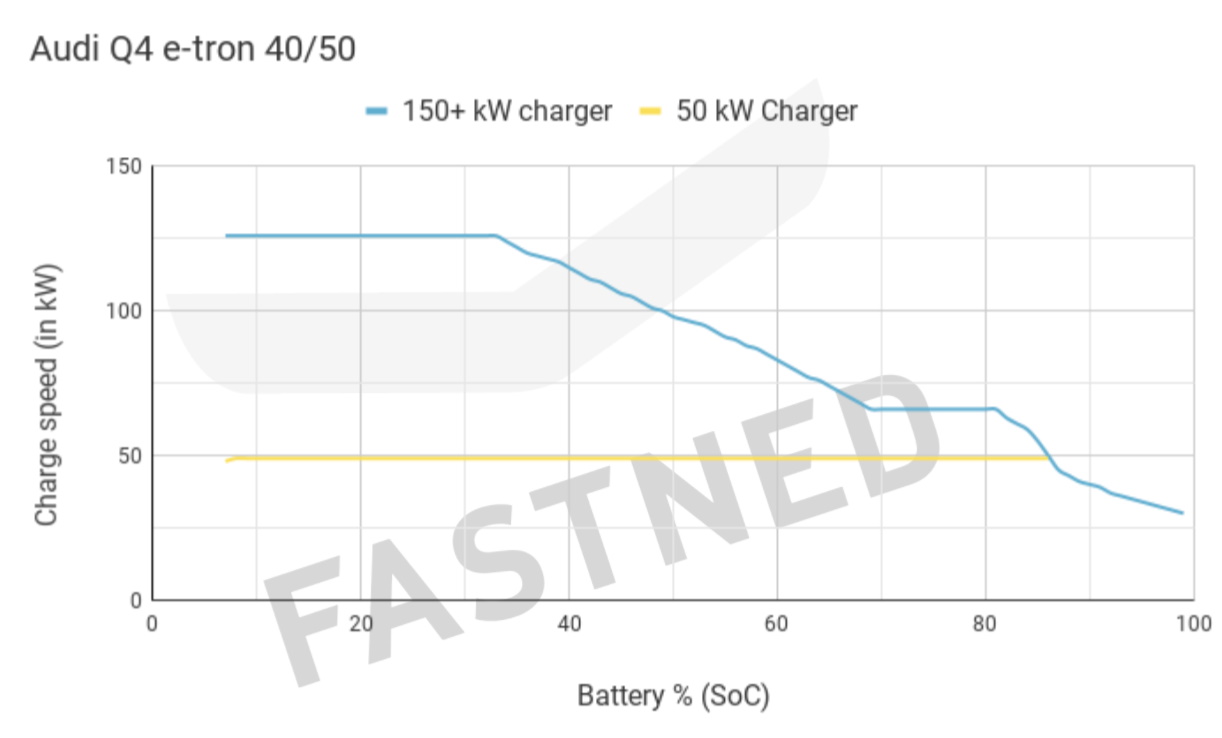 Audi Q4 e-tron 40/50
150+ kW charger 50 kW Charger
150
100
50
0
Charge speed (in kW)
0 20 40 60 80 100
Battery % (SoC)
FASTNED